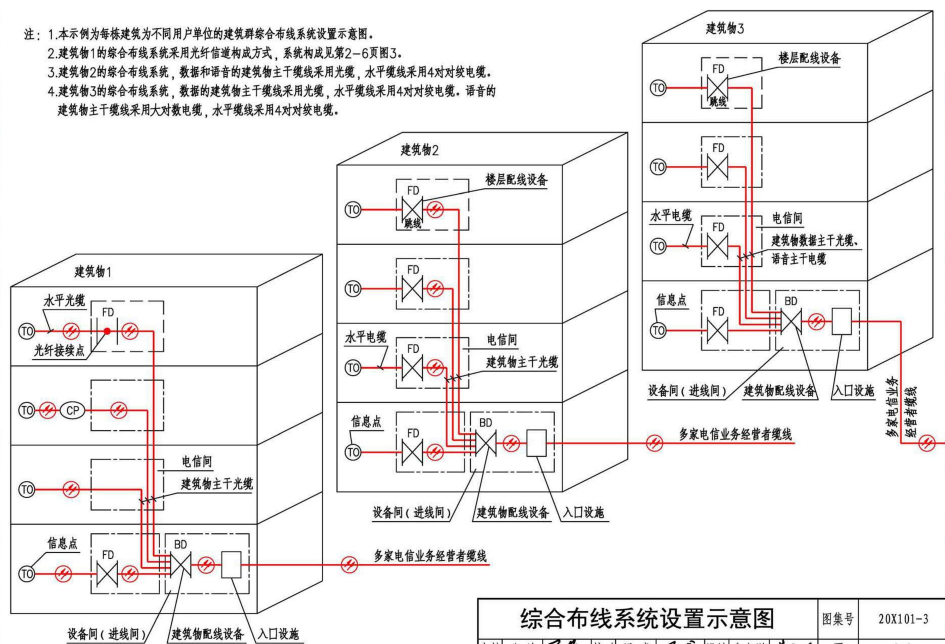 注：1.本示例为每栋建筑为不同用户单位的建筑群综合布线系统设置示意图。
2.建筑物1的综合布线系统采用光纤信道构成方式，系统构成见第2-6页图3。
3.建筑物2的综合布线系统，数据和语音的建筑物主干缆线采用光缆，水平缆线采用4对对绞电缆。
4.建筑物3的综合布线系统，数据的建筑物主干缆线采用光缆，水平缆线采用4对对绞电缆。语音的
建筑物主干缆线采用大对数电缆，水平缆线采用4对对绞电缆。
建筑物1
水平光缆
FD
TO
光纤接续点
TO
CP
电信间
TO
建筑物主干光缆
信息点
FD
BD
TO
多家电信业务经营者缆线
设备间（进线间）
建筑物配线设备
入口设施
建筑物2
楼层配线设备
FD
TO
跳线
FD
TO
水平电缆
FD
电信间
TO
建筑物主干光缆
信息点
FD
BD
TO
多家电信业务经营者缆线
设备间（进线间）
建筑物配线设备
入口设施
建筑物3
楼层配线设备
FD
TO
跳线
FD
TO
水平电缆
FD
电信间
TO
建筑物数据主干光缆、
语音主干电缆
信息点
FD
BD
TO
设备间（进线间）
建筑物配线设备
入口设施
多家电信业务
经营者缆线
综合布线系统设置示意图
图集号
20X101-3